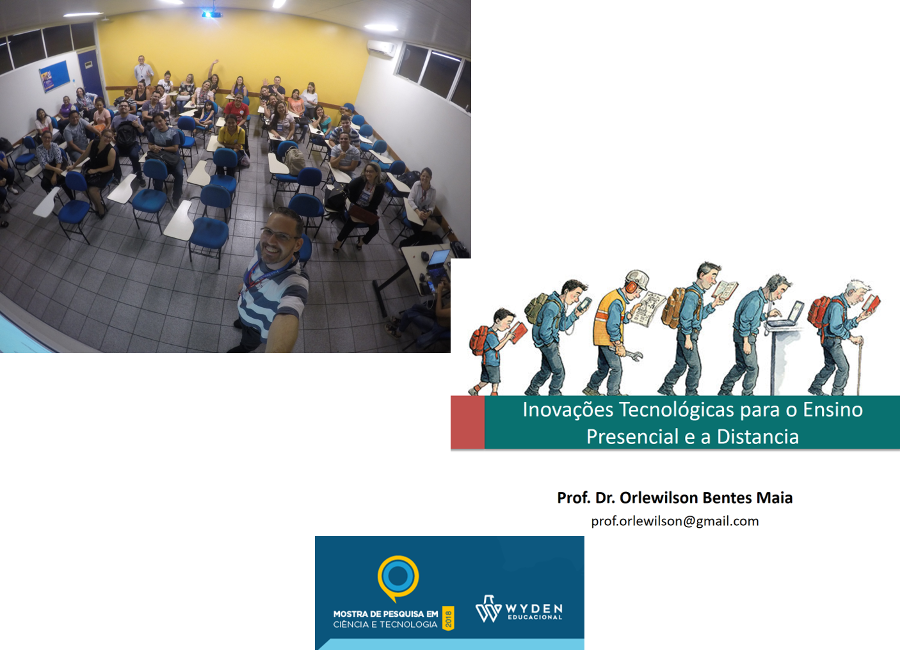 Inovações Tecnológicas para o Ensino
Presencial e a Distancia
Prof. Dr. Orlewilson Bentes Maia
prof.orlewilson@gmail.com
MOSTRA DE PESQUISA EM
CIÊNCIA E TECNOLOGIA
2018
WYDEN
EDUCACIONAL